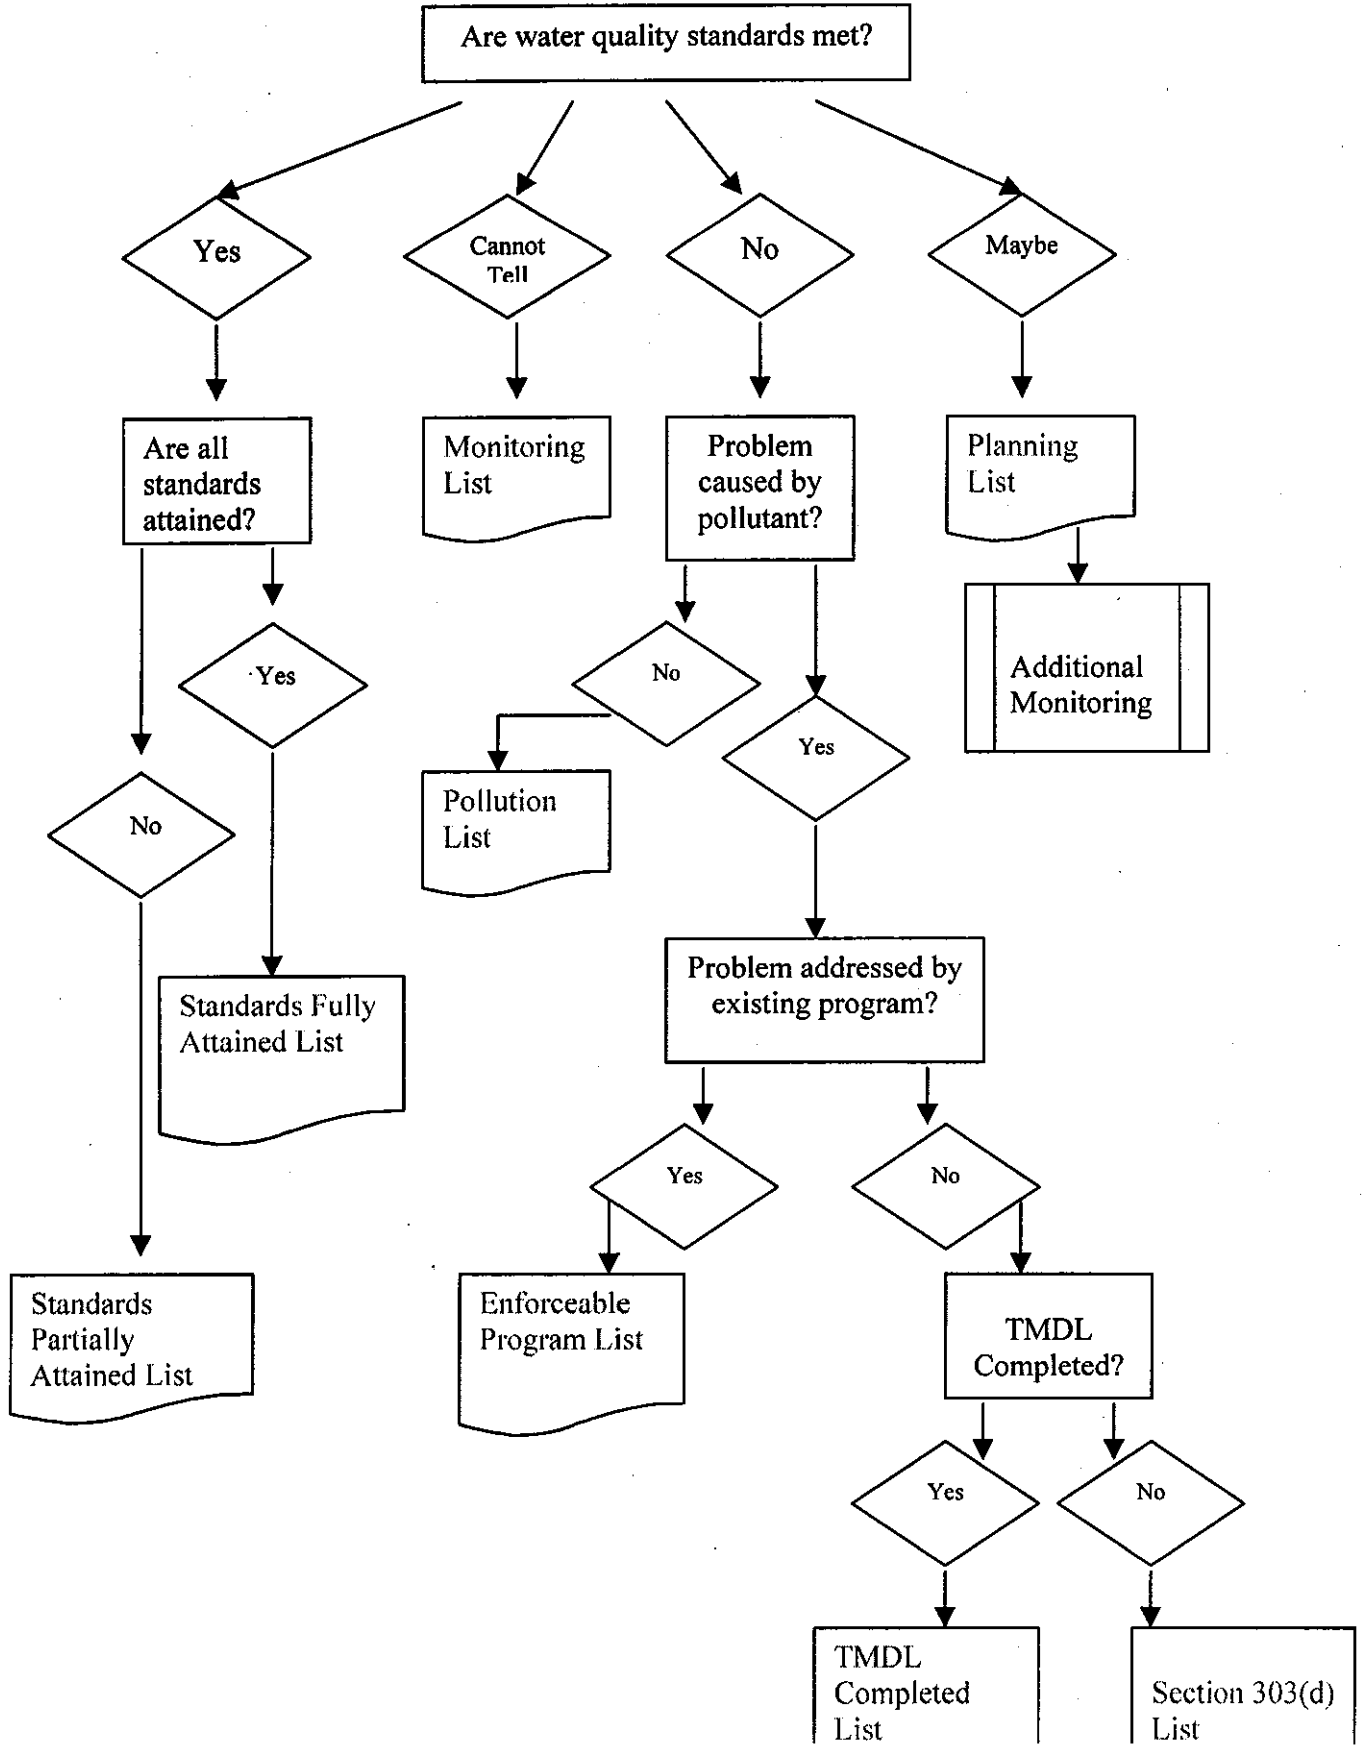 Are water quality standards met?
Yes
Cannot
Tell
No
Maybe
Are all
standards
attained?
Monitoring
List
Problem
caused by
pollutant?
Planning
List
No
Yes
Additional
Monitoring
Yes
Pollution
List
No
Standards Fully
Attained List
Problem addressed by
existing program?
Yes
No
Standards
Partially
Attained List
Enforceable
Program List
TMDL
Completed?
Yes
No
TMDL
Completed
List
Section 303(d)
List